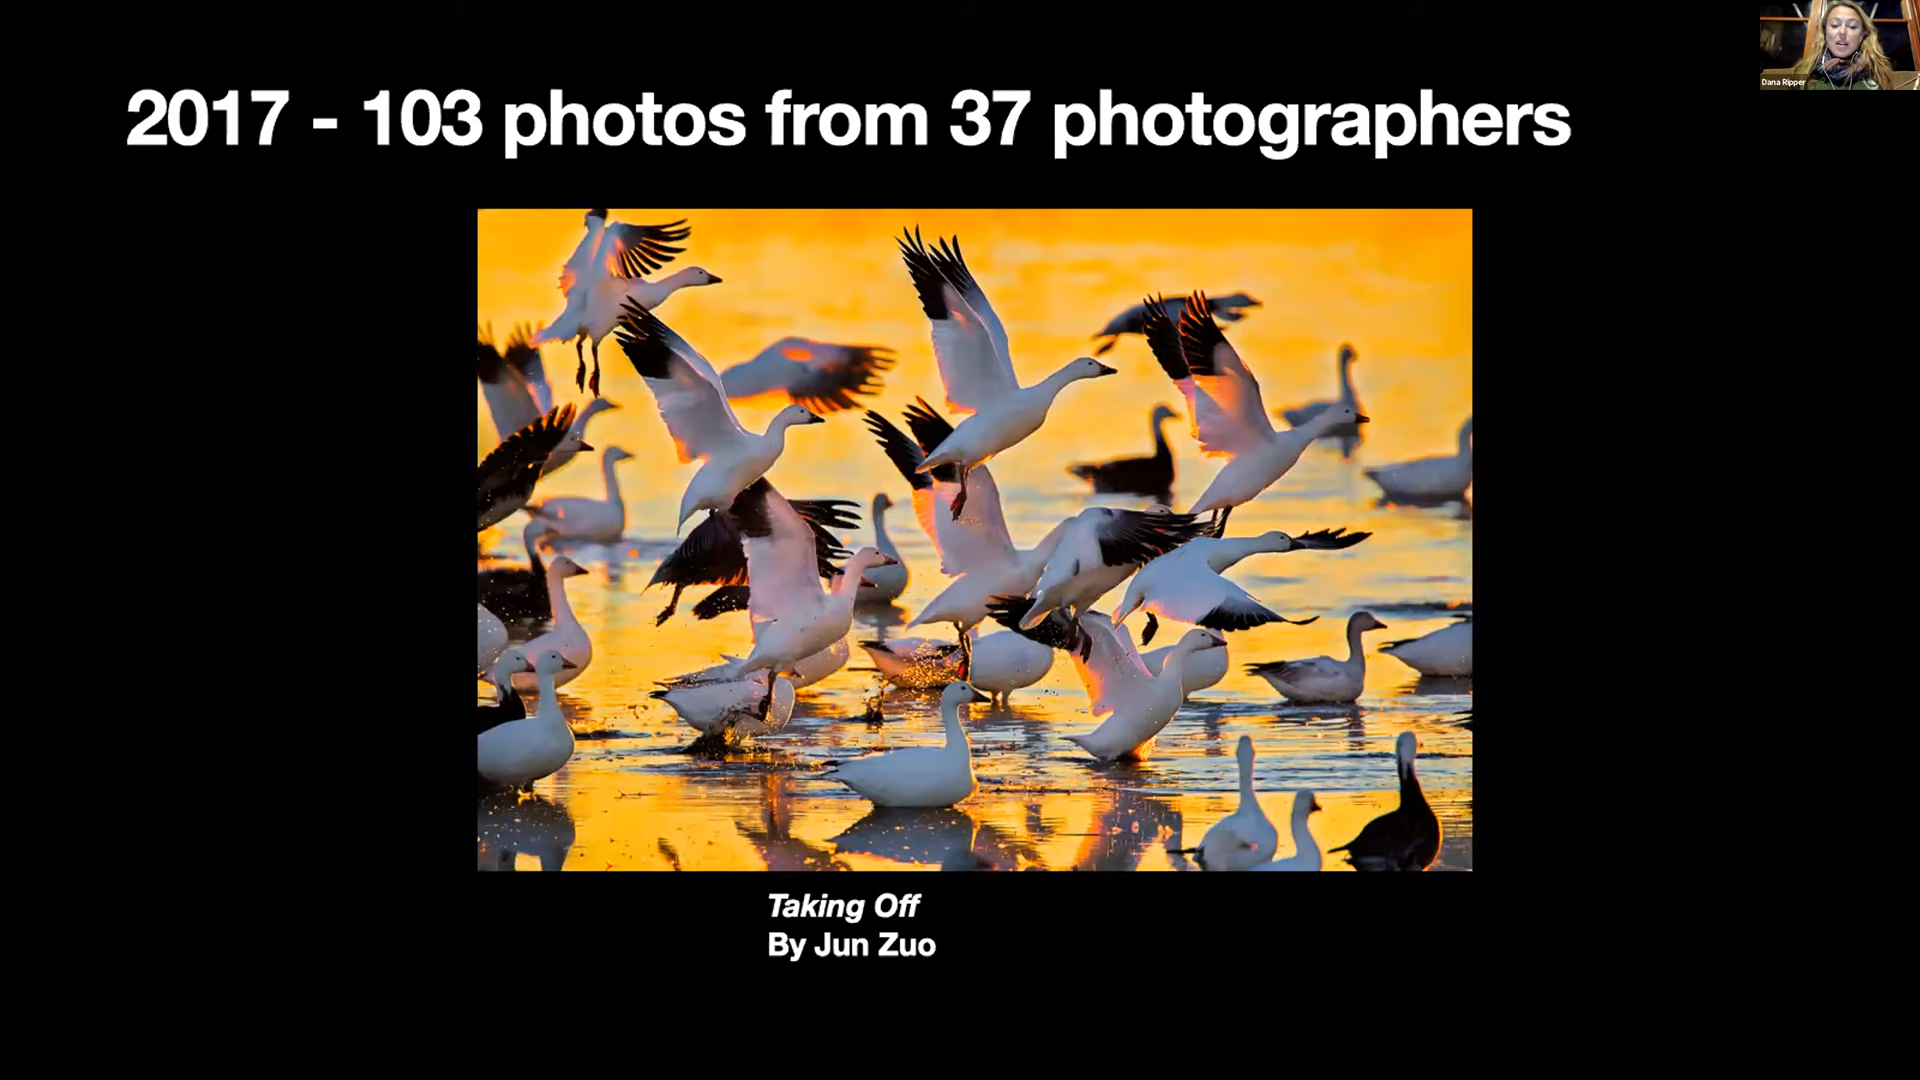 Dana Ripper
2017 - 103 photos from 37 photographers
Taking Off
By Jun Zuo